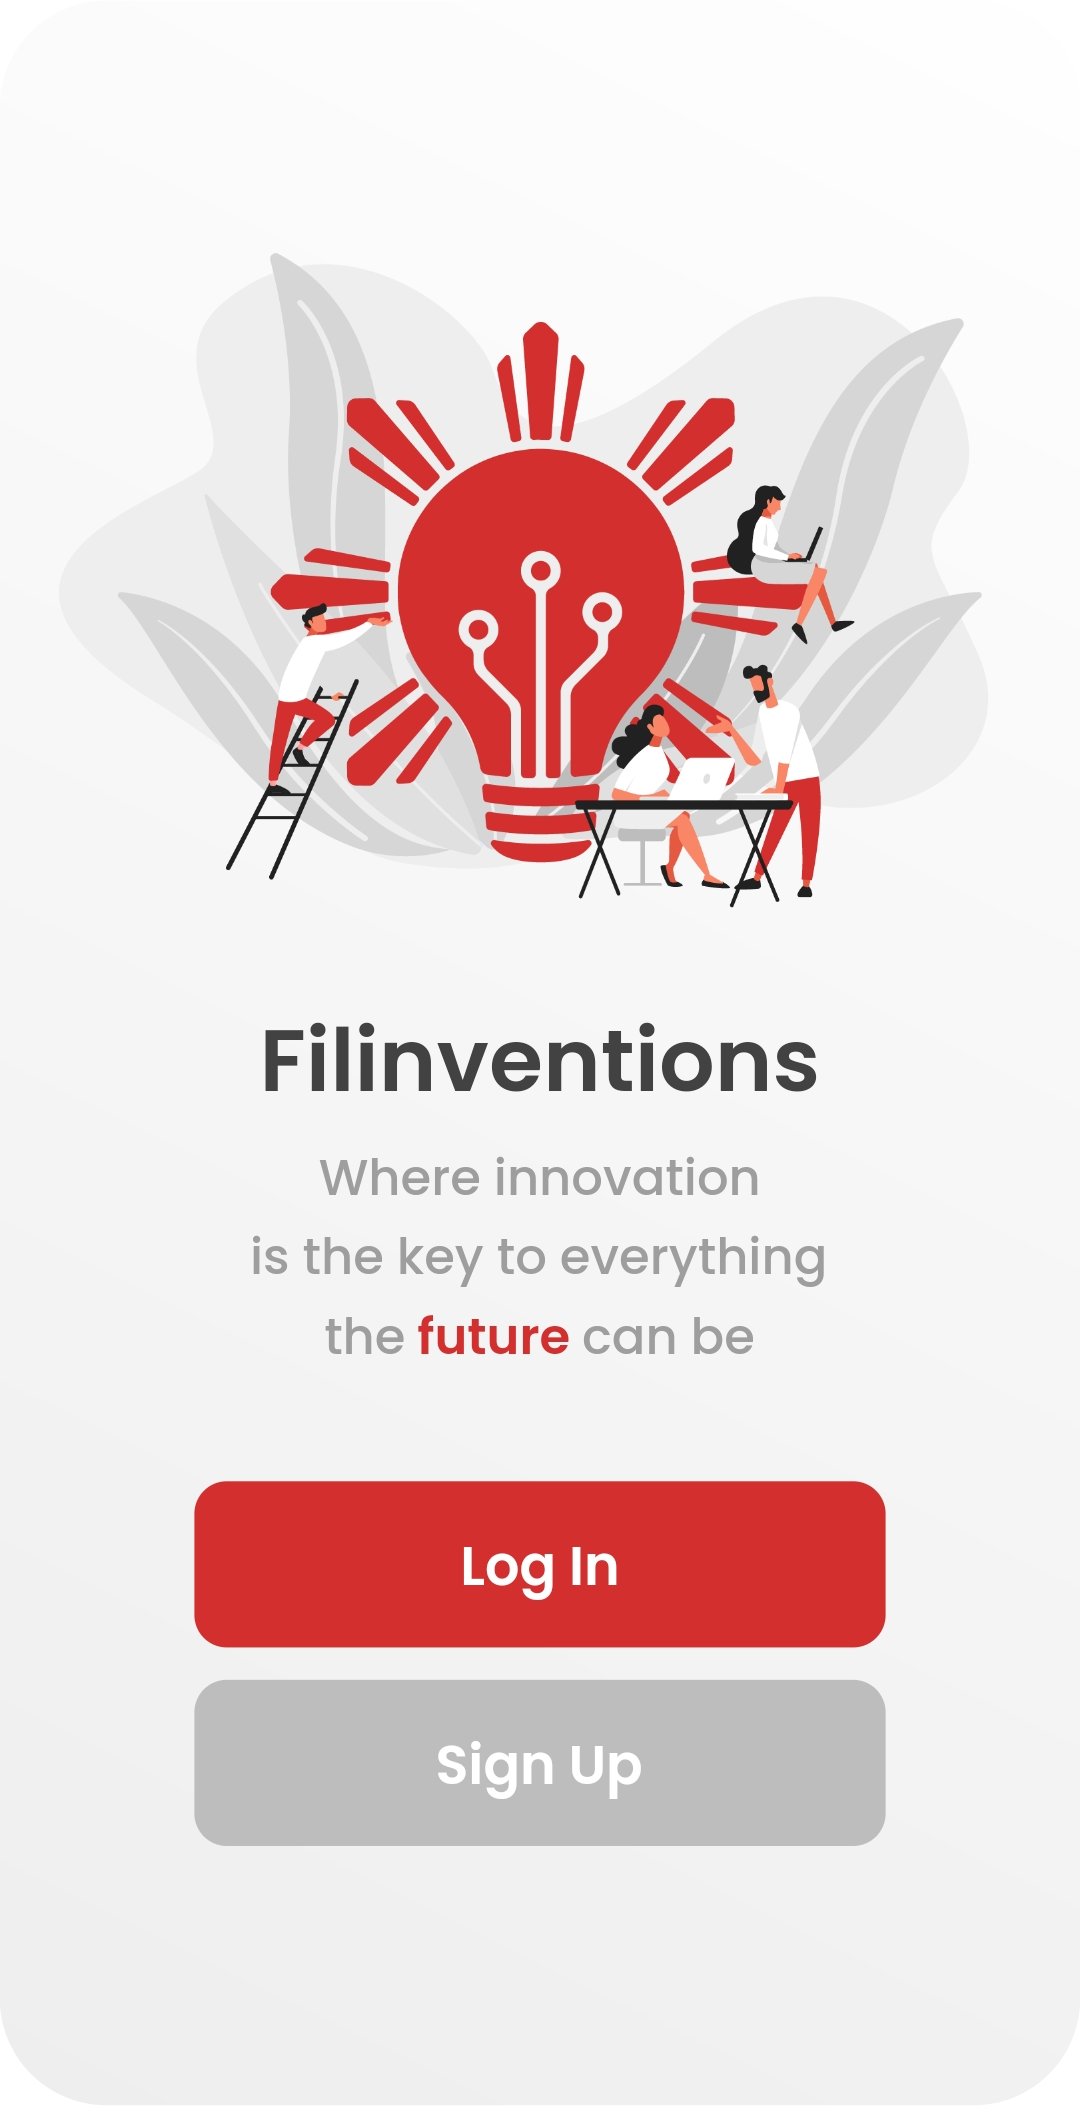 Filinventions
Where innovation
is the key to everything
the future can be
Log In
Sign Up